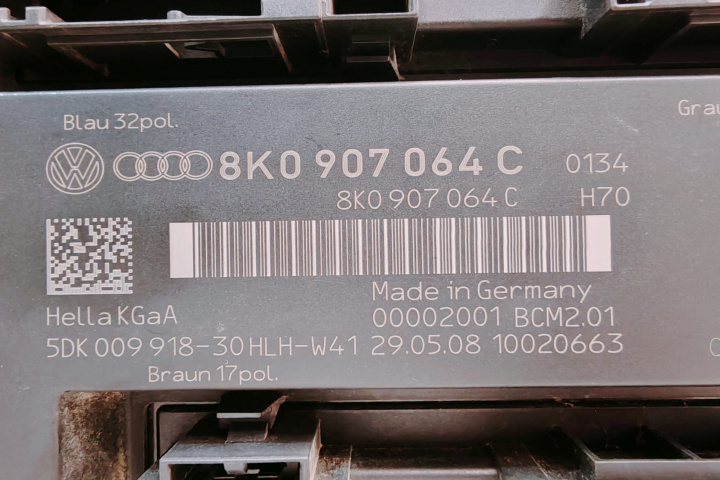 Blau 32pol.
8K0 907 064 C 0134
8K0 907 064 C H70
Made in Germany
Hella KGaA 00002001 BCM2.01
5DK 009 918-30 HLH-W41 29.05.08 10020663
Braun 17pol.